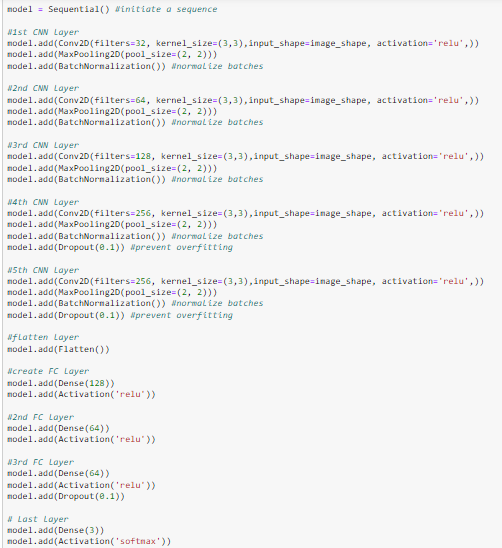 model = Sequential() #initiate a sequence
#1st CNN Layer
model.add(Conv2D(filters=32, kernel_size=(3,3),input_shape=image_shape, activation='relu',))
model.add(MaxPooling2D(pool_size=(2, 2)))
model.add(BatchNormalization()) #normalize batches
#2nd CNN Layer
model.add(Conv2D(filters=64, kernel_size=(3,3),input_shape=image_shape, activation='relu',))
model.add(MaxPooling2D(pool_size=(2, 2)))
model.add(BatchNormalization()) #normalize batches
#3rd CNN Layer
model.add(Conv2D(filters=128, kernel_size=(3,3),input_shape=image_shape, activation='relu',))
model.add(MaxPooling2D(pool_size=(2, 2)))
model.add(BatchNormalization()) #normalize batches
#4th CNN Layer
model.add(Conv2D(filters=256, kernel_size=(3,3),input_shape=image_shape, activation='relu',))
model.add(MaxPooling2D(pool_size=(2, 2)))
model.add(BatchNormalization()) #normalize batches
model.add(Dropout(0.1)) #prevent overfitting
#5th CNN Layer
model.add(Conv2D(filters=256, kernel_size=(3,3),input_shape=image_shape, activation='relu',))
model.add(MaxPooling2D(pool_size=(2, 2)))
model.add(BatchNormalization()) #normalize batches
model.add(Dropout(0.1)) #prevent overfitting
#flatten Layer
model.add(Flatten())
#create FC Layer
model.add(Dense(128))
model.add(Activation('relu'))
#2nd FC Layer
model.add(Dense(64))
model.add(Activation('relu'))
#3rd FC Layer
model.add(Dense(64))
model.add(Activation('relu'))
model.add(Dropout(0.1))
# Last Layer
model.add(Dense(3))
model.add(Activation('softmax'))